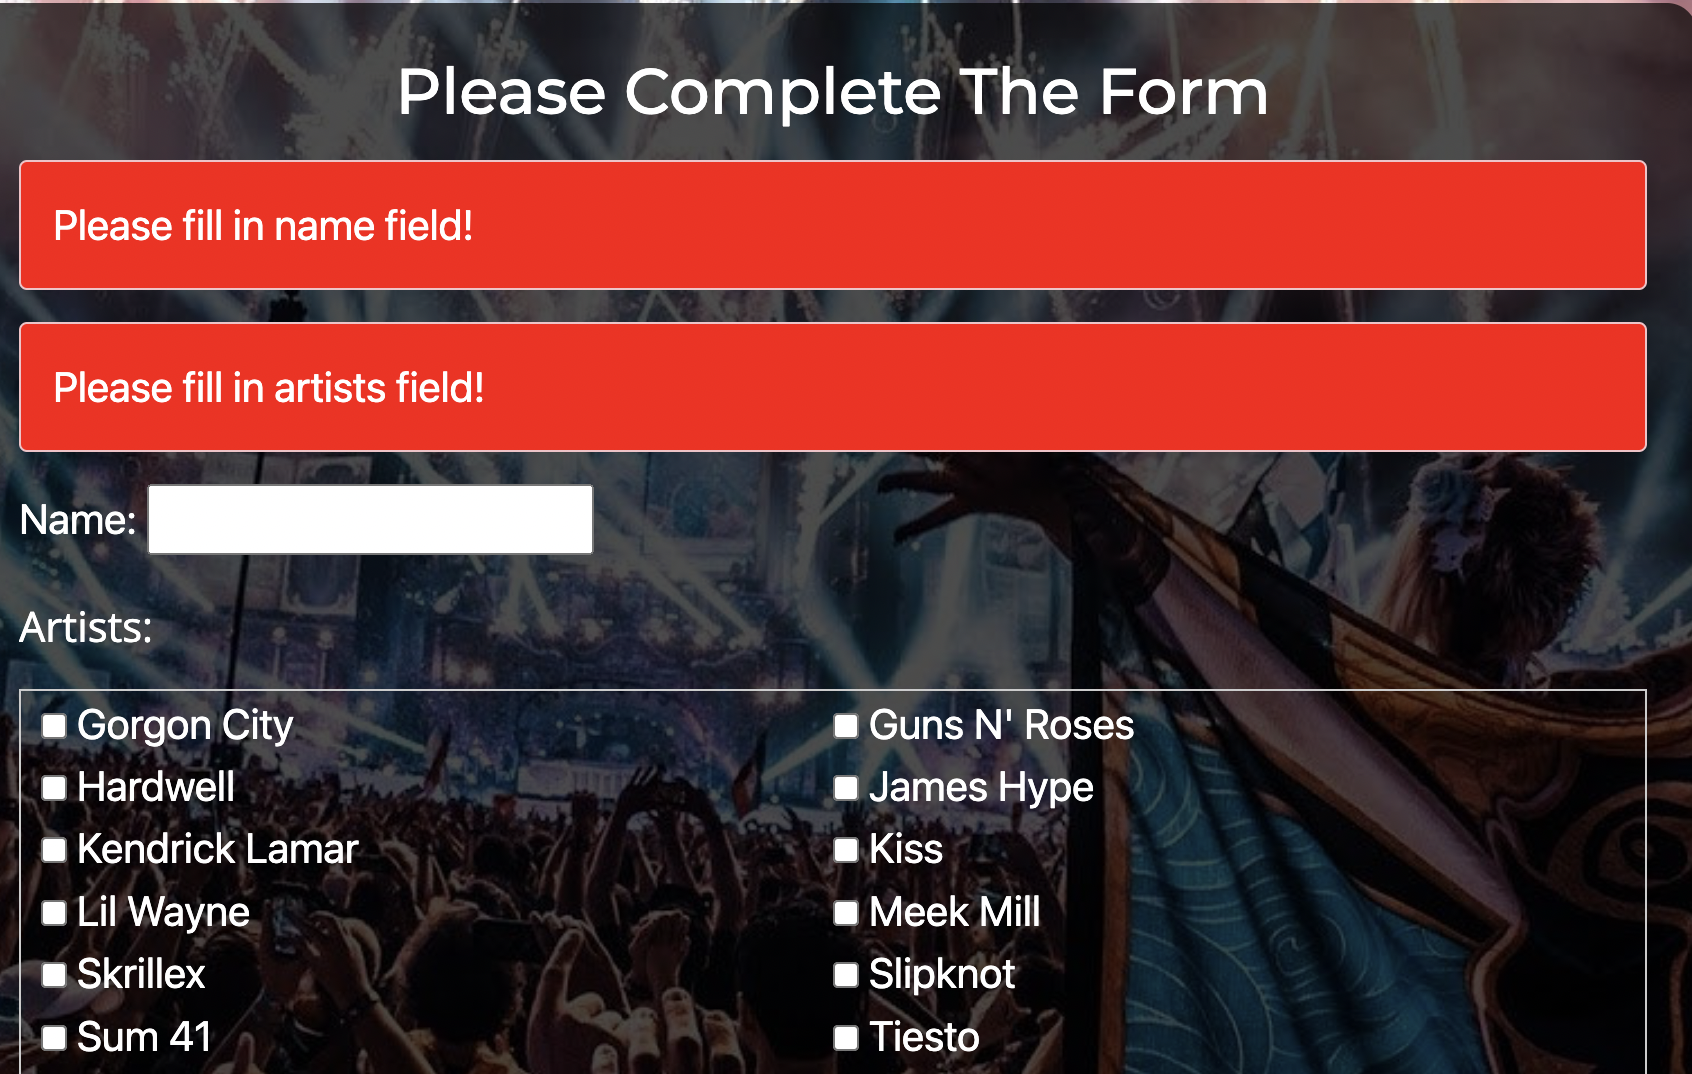 Please Complete The Form
Please fill in name field!
Please fill in artists field!
Name:
Artists:
Gorgon City
Guns N' Roses
Hardwell
James Hype
Kendrick Lamar
Kiss
Lil Wayne
Meek Mill
Skrillex
Slipknot
Sum 41
Tiesto